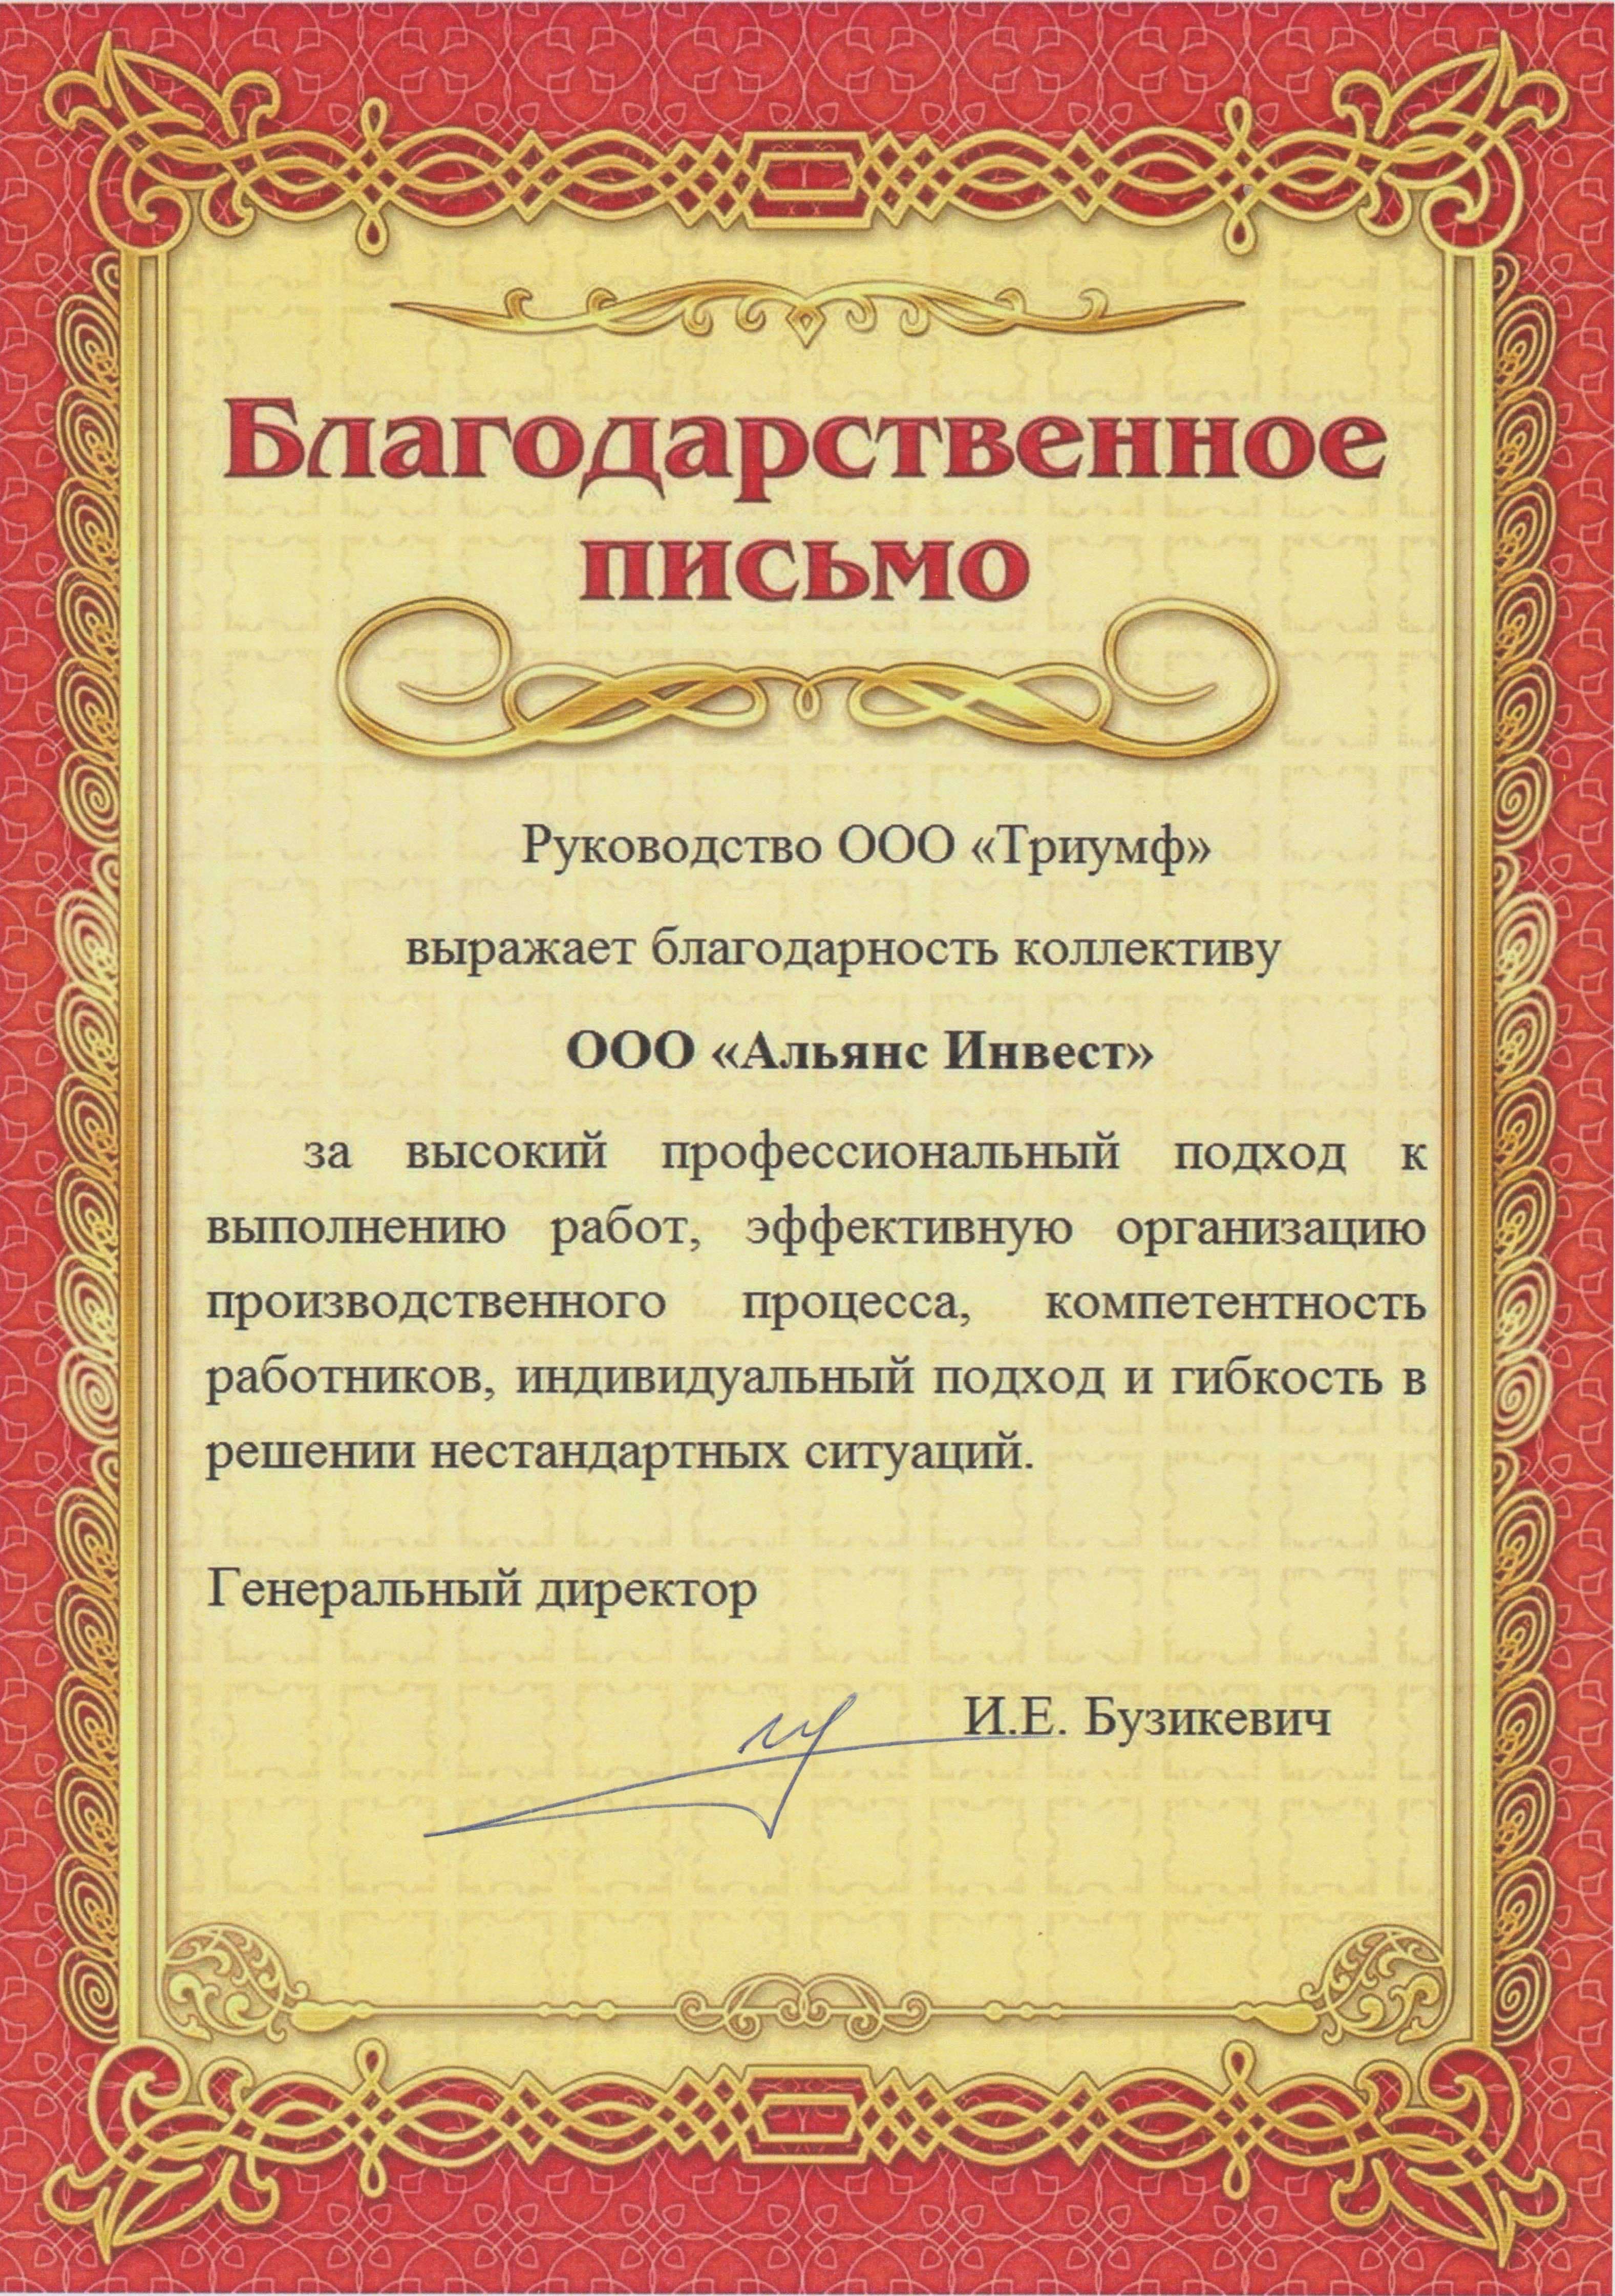 Благодарственное
письмо
Руководство ООО «Триумф»
выражает благодарность коллективу
ООО «Альянс Инвест»
за высокий профессиональный подход к
выполнению работ, эффективную организацию
производственного процесса, компетентность
работников, индивидуальный подход и гибкость в
решении нестандартных ситуаций.
Генеральный директор
И.Е. Бузикевич